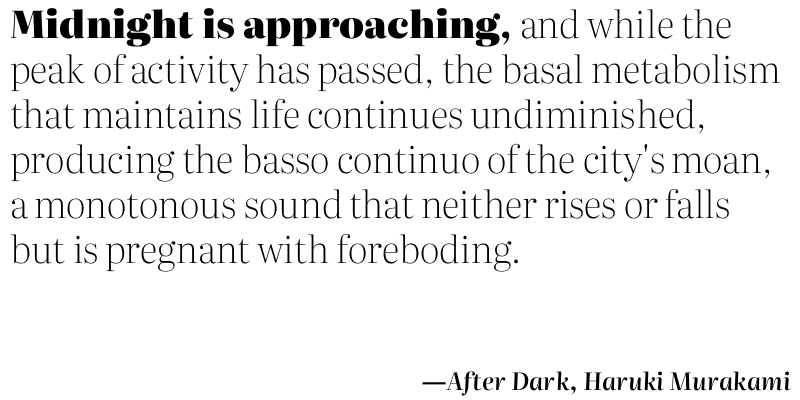 Midnight is approaching, and while the
peak of activity has passed, the basal metabolism
that maintains life continues undiminished,
producing the basso continuo of the city's moan,
a monotonous sound that neither rises or falls
but is pregnant with foreboding.
—After Dark, Haruki Murakami